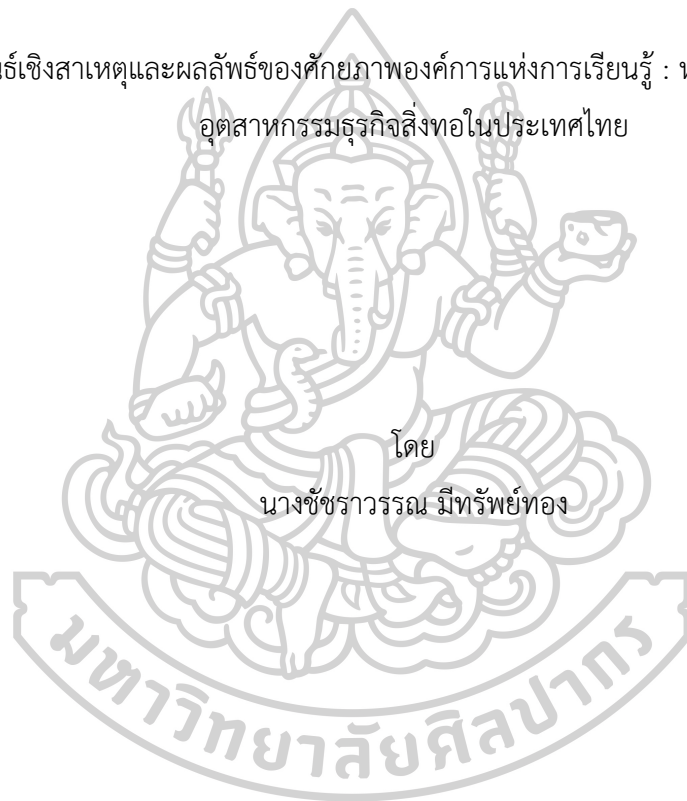 เชิงสาเหตุและผลลัพธ์ของศักยภาพองค์การแห่งการเรียนรู้ :
อุตสาหกรรมธุรกิจสิ่งทอในประเทศไทย
โดย
นางชัชราวรรณ มีทรัพย์ทอง
มหาวิทยาลัยศิลปากร